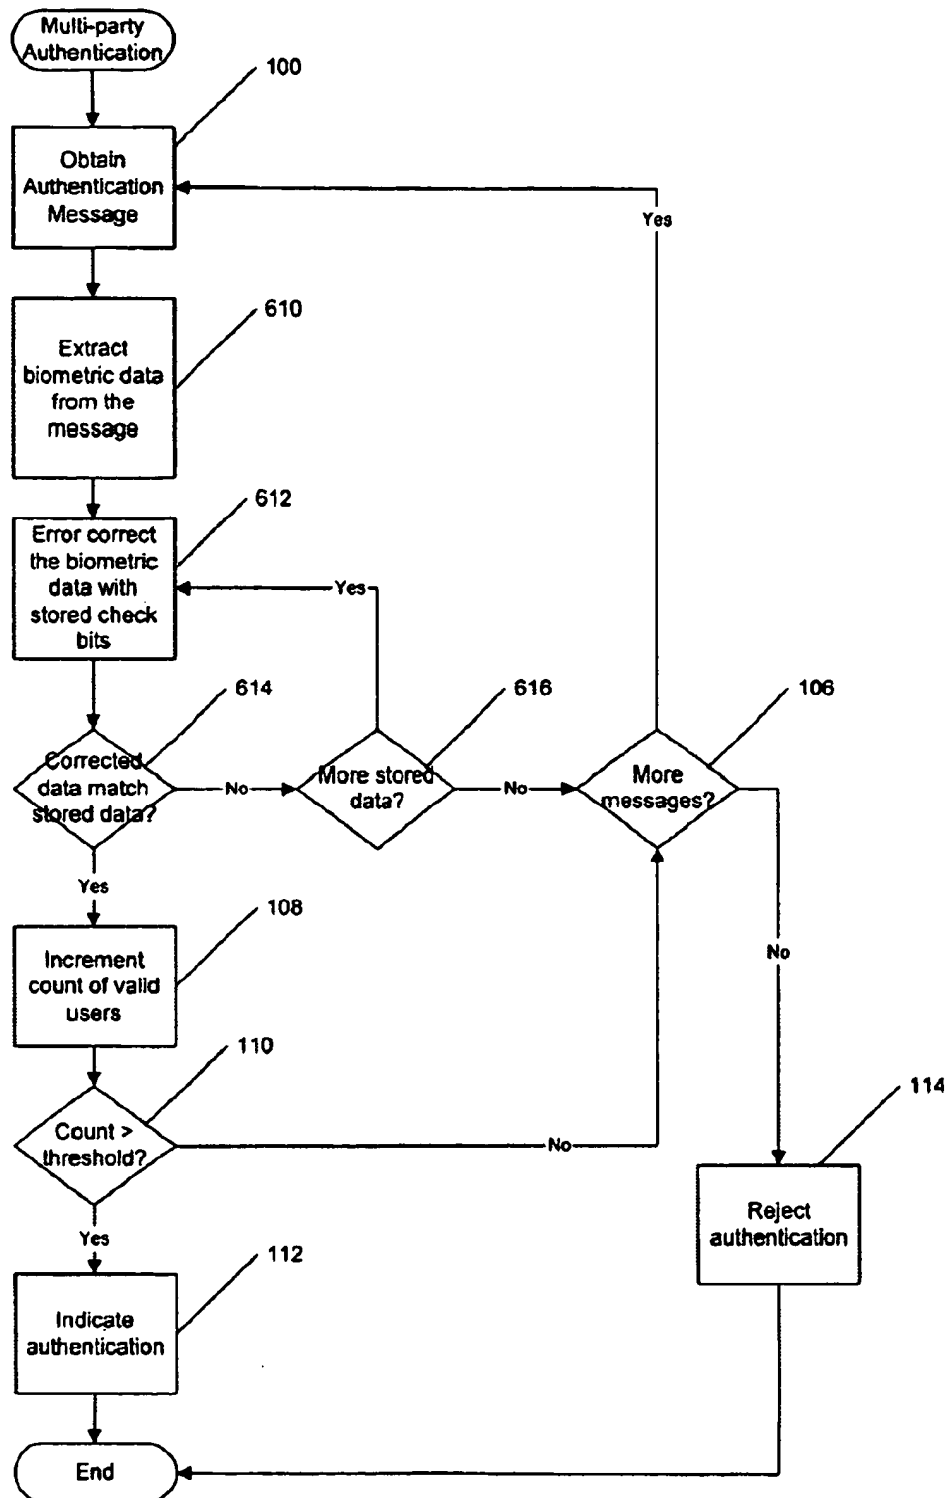 Multi-party
Authentication
100
Obtain
Authentication
Message
Yes
610
Extract
biometric data
from the
message
612
Error correct
the biometric
data with
stored check
bits
Yes
614
616
106
Corrected
data match
stored data?
No
More stored
data?
No
More
messages?
Yes
108
Increment
count of valid
users
No
110
Count >
threshold?
No
114
Reject
authentication
Yes
112
Indicate
authentication
End